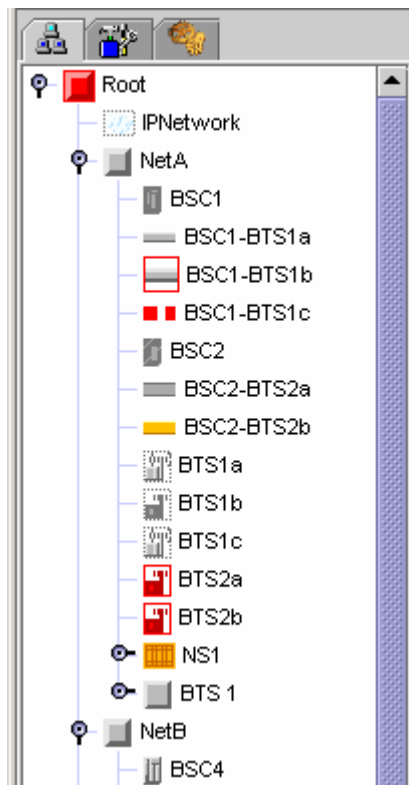 Root
IPNetwork
NetA
BSC1
BSC1-BTS1a
BSC1-BTS1b
BSC1-BTS1c
BSC2
BSC2-BTS2a
BSC2-BTS2b
BTS1a
BTS1b
BTS1c
BTS2a
BTS2b
NS1
BTS 1
NetB
BSC4